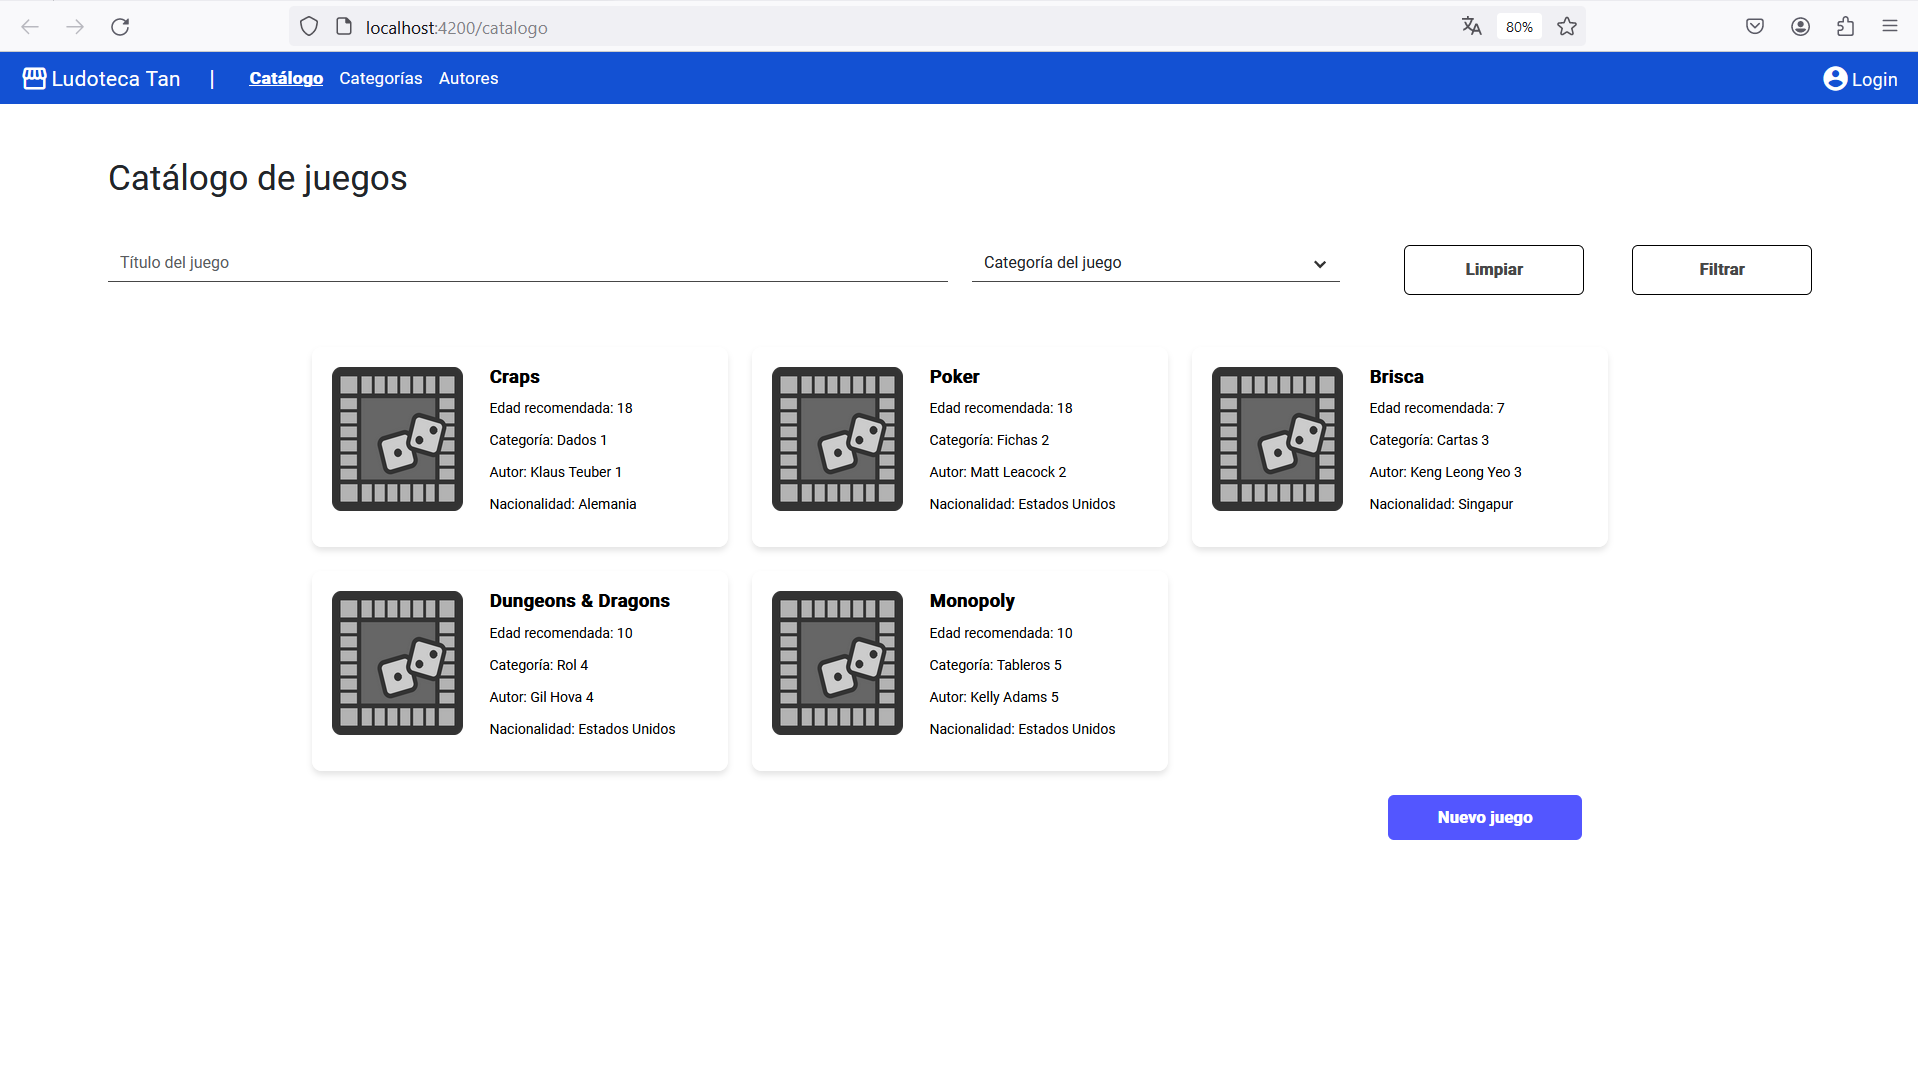 localhost:4200/catalogo
80%
Ludoteca Tan | Catálogo Categorías Autores Login
Catálogo de juegos
Título del juego Categoría del juego Limpiar Filtrar
Craps
Edad recomendada: 18
Categoría: Dados 1
Autor: Klaus Teuber 1
Nacionalidad: Alemania
Poker
Edad recomendada: 18
Categoría: Fichas 2
Autor: Matt Leacock 2
Nacionalidad: Estados Unidos
Brisca
Edad recomendada: 7
Categoría: Cartas 3
Autor: Keng Leong Yeo 3
Nacionalidad: Singapur
Dungeons & Dragons
Edad recomendada: 10
Categoría: Rol 4
Autor: Gil Hova 4
Nacionalidad: Estados Unidos
Monopoly
Edad recomendada: 10
Categoría: Tableros 5
Autor: Kelly Adams 5
Nacionalidad: Estados Unidos
Nuevo juego